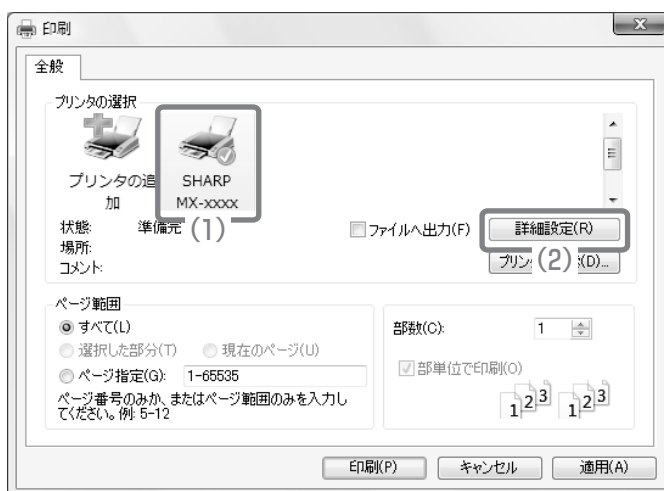 印刷
全般
プリンタの選択
プリンタの追
加
SHARP
MX-xxxx
(1)
状態: 準備完
場所:
コメント:
ファイルへ出力(F)
詳細設定(R)
(2)
(D)...
ページ範囲
すべて(L)
選択した部分(T) 現在のページ(U)
ページ指定(G): 1-65535
ページ番号のみか、またはページ範囲のみを入力し
てください。例: 5-12
部数(C): 1
部単位で印刷(O)
1 2 3 1 2 3
印刷(P) キャンセル 適用(A)